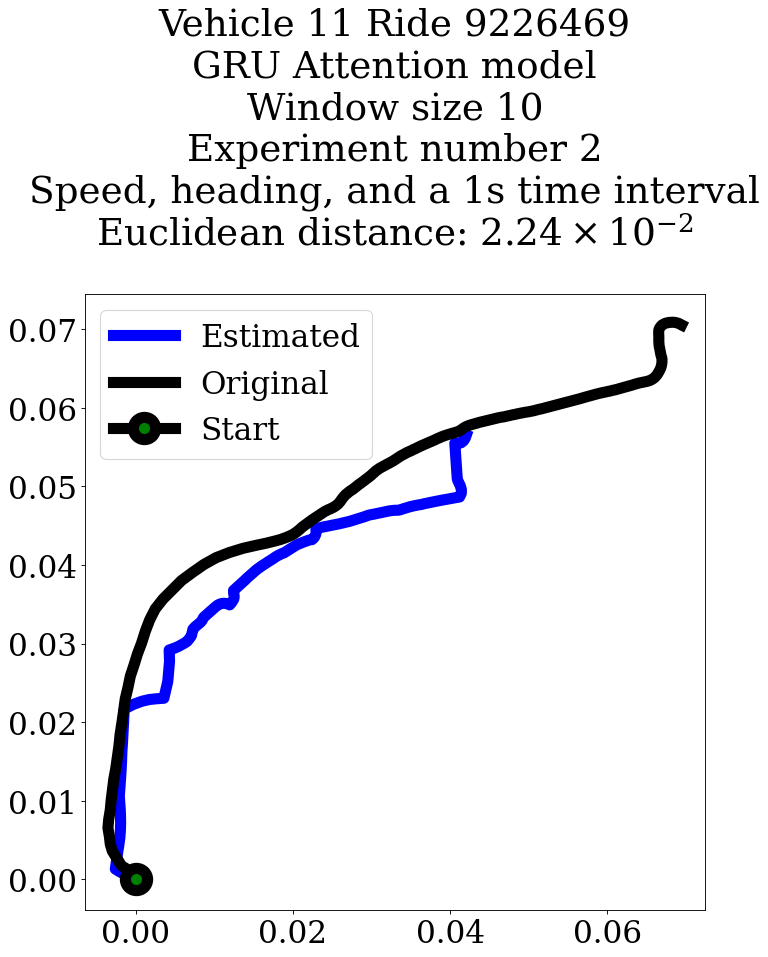 Vehicle 11 Ride 9226469
GRU Attention model
Window size 10
Experiment number 2
Speed, heading, and a 1s time interval
Euclidean distance: 2.24 × 10⁻²
Estimated
Original
Start
0.07
0.06
0.05
0.04
0.03
0.02
0.01
0.00
0.00 0.02 0.04 0.06